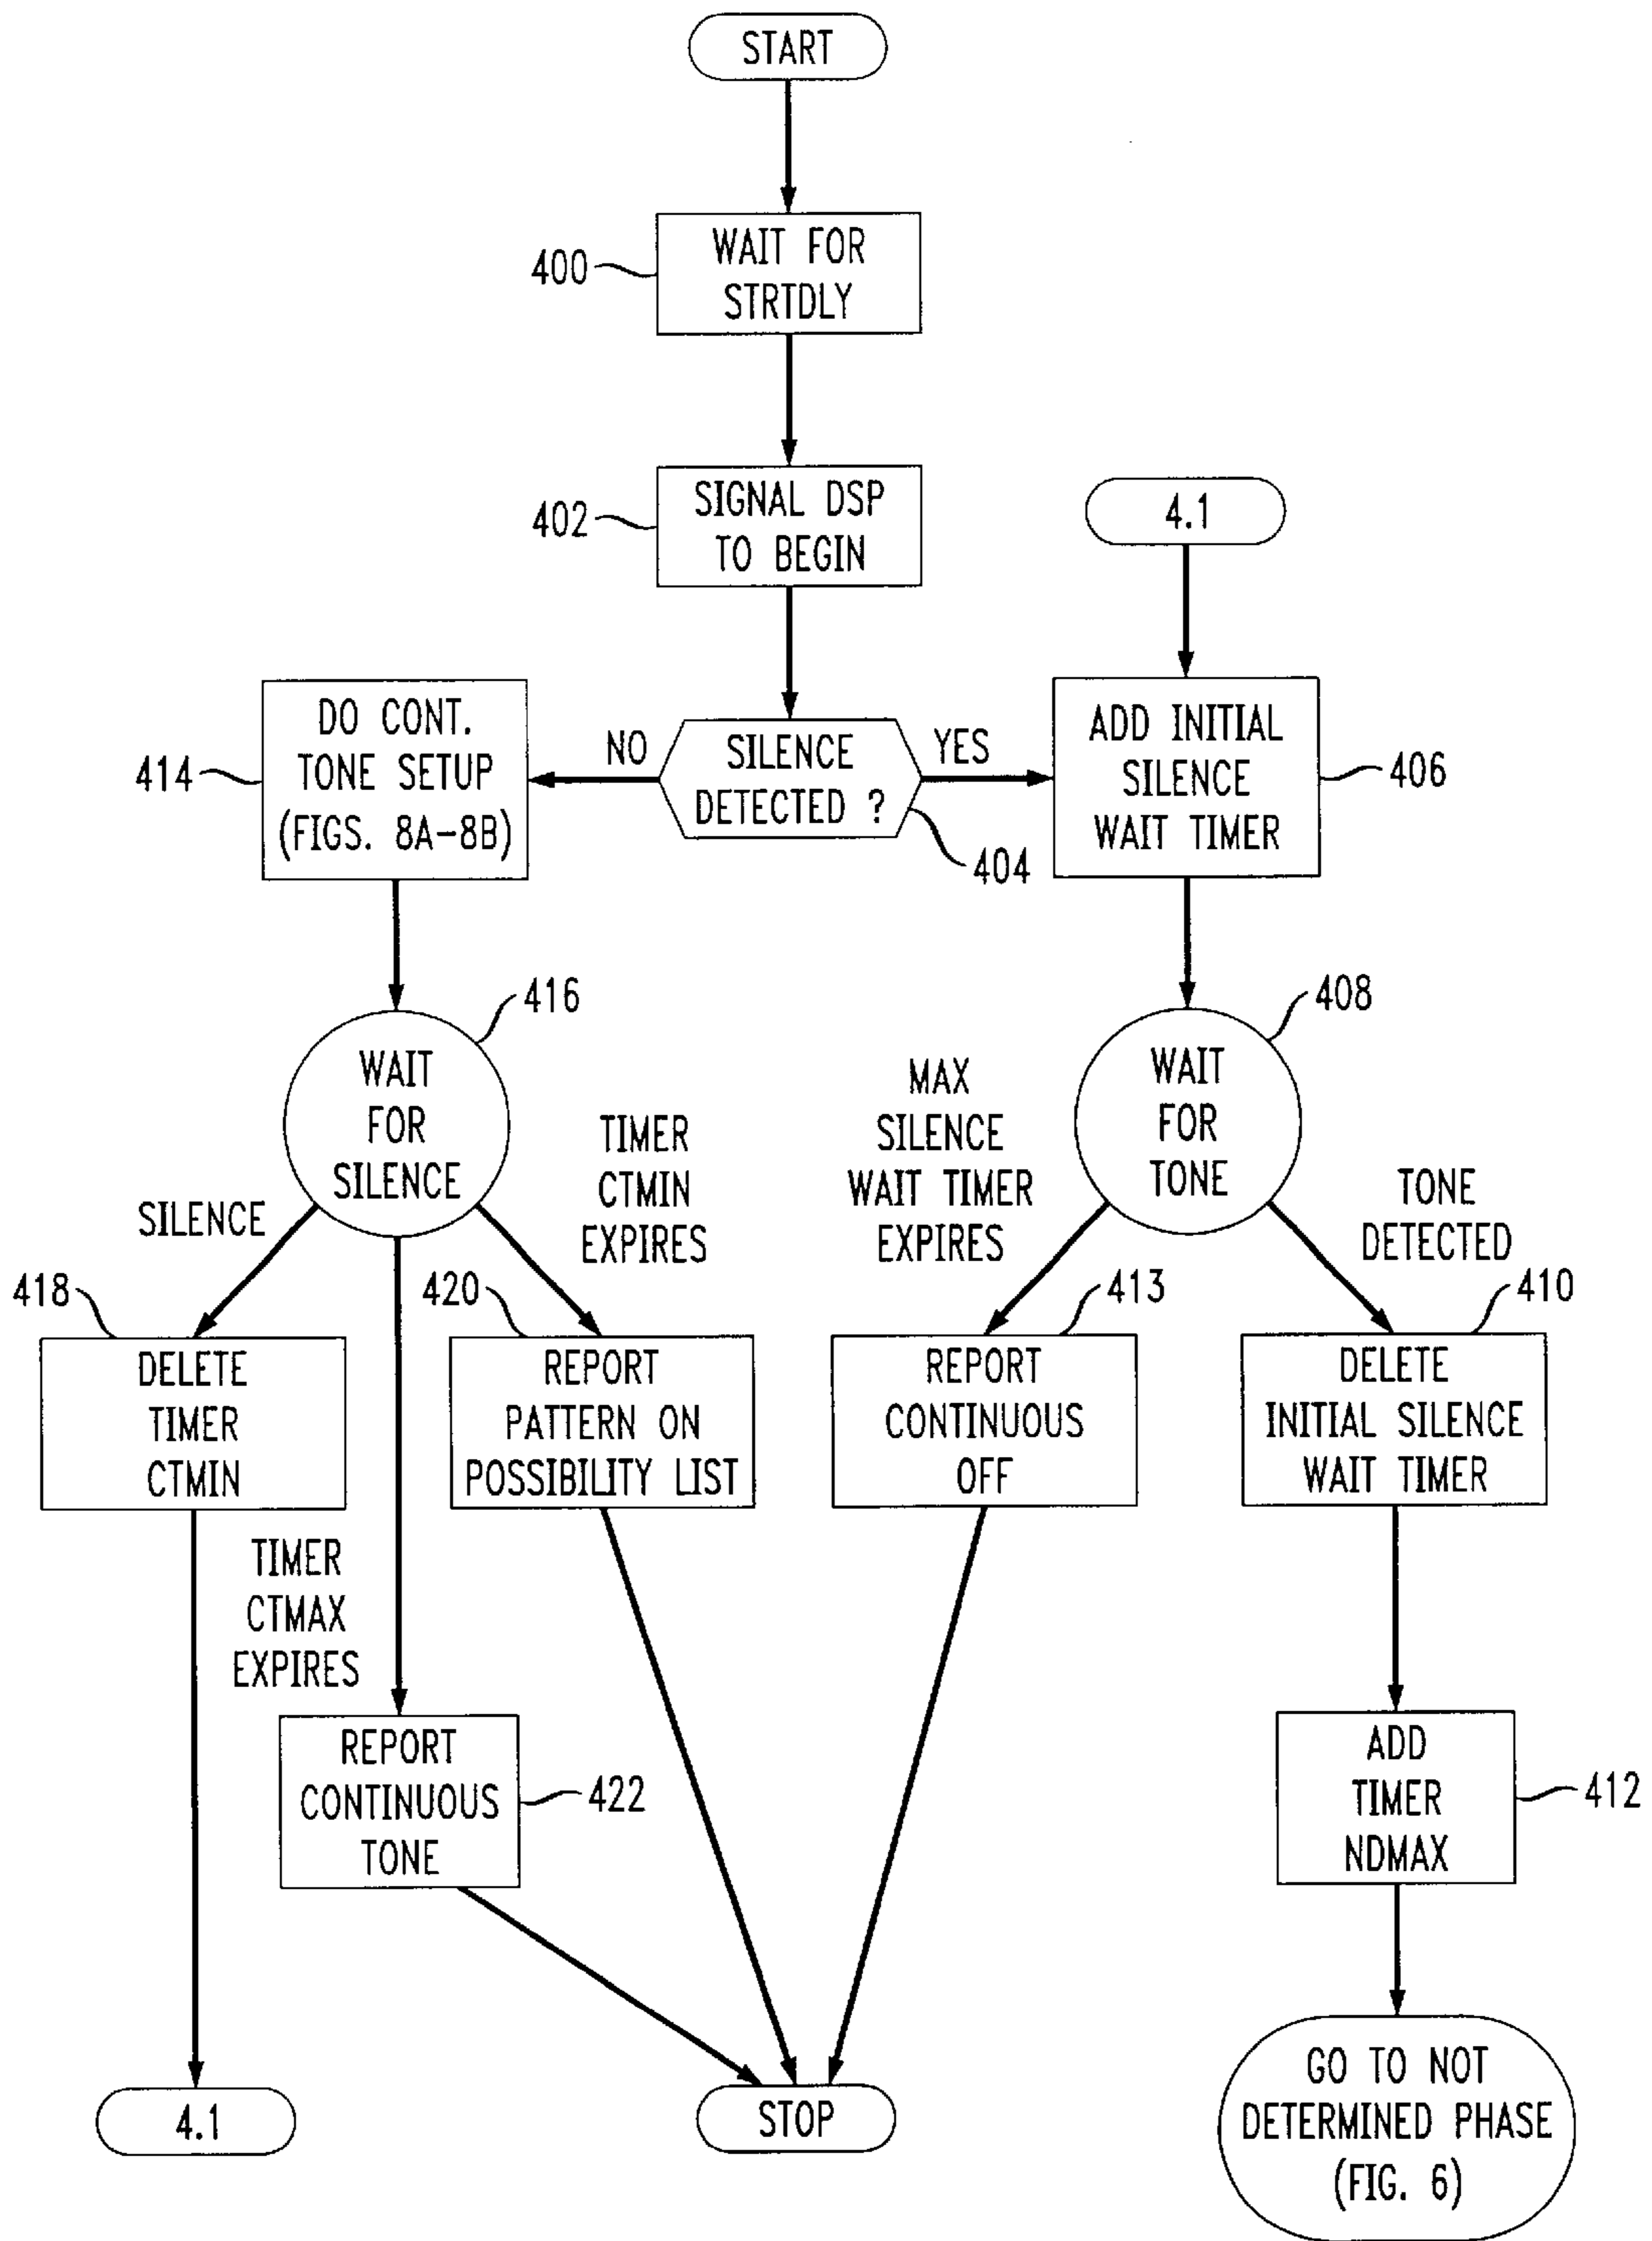 START
400
WAIT FOR
STRTDLY
402
SIGNAL DSP
TO BEGIN
4.1
414
DO CONT.
TONE SETUP
(FIGS. 8A-8B)
NO
SILENCE
DETECTED ?
YES
404
ADD INITIAL
SILENCE
WAIT TIMER
406
416
WAIT
FOR
SILENCE
408
WAIT
FOR
TONE
SILENCE
TIMER
CTMIN
EXPIRES
MAX
SILENCE
WAIT TIMER
EXPIRES
TONE
DETECTED
418
DELETE
TIMER
CTMIN
420
REPORT
PATTERN ON
POSSIBILITY LIST
413
REPORT
CONTINUOUS
OFF
410
DELETE
INITIAL SILENCE
WAIT TIMER
TIMER
CTMAX
EXPIRES
REPORT
CONTINUOUS
TONE
422
ADD
TIMER
NDMAX
412
4.1
STOP
GO TO NOT
DETERMINED PHASE
(FIG. 6)